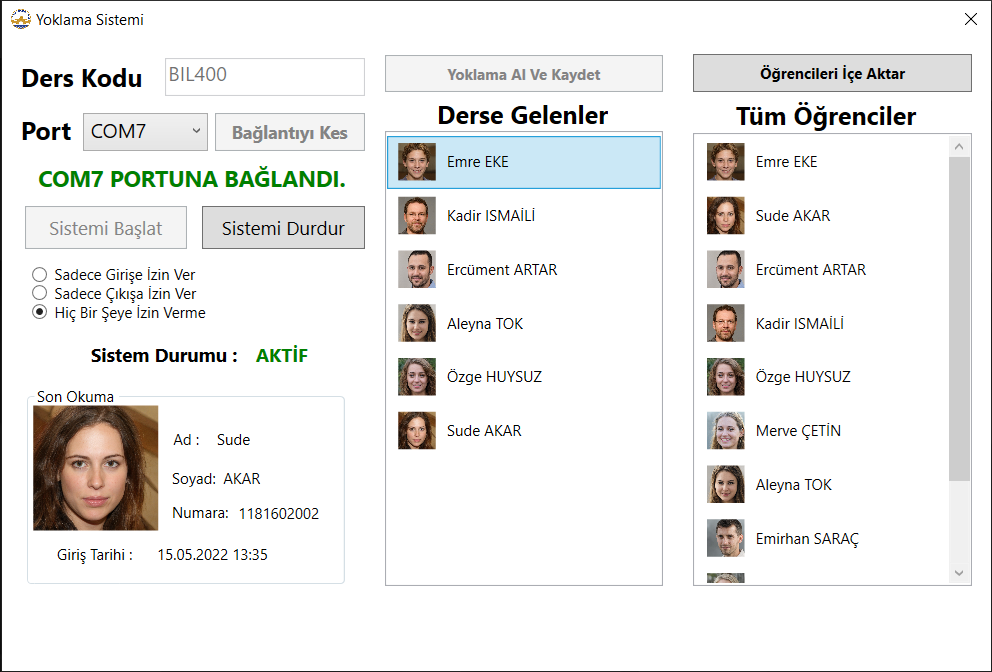 Yoklama Sistemi
Ders Kodu
BIL400
Port
COM7
Bağlantıyı Kes
COM7 PORTUNA BAĞLANDI.
Sistemi Başlat
Sistemi Durdur
Sadece Girişe İzin Ver
Sadece Çıkışa İzin Ver
Hiç Bir Şeye İzin Verme
Sistem Durumu :
AKTİF
Son Okuma
Ad :
Sude
Soyad:
AKAR
Numara:
1181602002
Giriş Tarihi :
15.05.2022 13:35
Yoklama Al Ve Kaydet
Derse Gelenler
Emre EKE
Kadir ISMAİLİ
Ercüment ARTAR
Aleyna TOK
Özge HUYSUZ
Sude AKAR
Öğrencileri İçe Aktar
Tüm Öğrenciler
Emre EKE
Sude AKAR
Ercüment ARTAR
Kadir ISMAİLİ
Özge HUYSUZ
Merve ÇETİN
Aleyna TOK
Emirhan SARAÇ